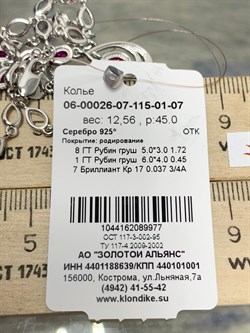 Колье
06-00026-07-115-01-07
вес: 12,56 , р:45.0
Серебро 925° ОТК
Покрытие: родирование
8 ГТ Рубин груш 5.0*3.0 1.72
1 ГТ Рубин груш 6.0*4.0 0.45
7 Бриллиант Кр 17 0.037 3/4А
1044162089977
ОСТ 117-3-002-95
ТУ 117-4.2009-2002
АО "ЗОЛОТОЙ АЛЬЯНС"
ИНН 4401188639/КПП 440101001
156000, Кострома, ул.Льняная,7а
(4942) 41-55-42
www.klondike.su
ОСТ 1743